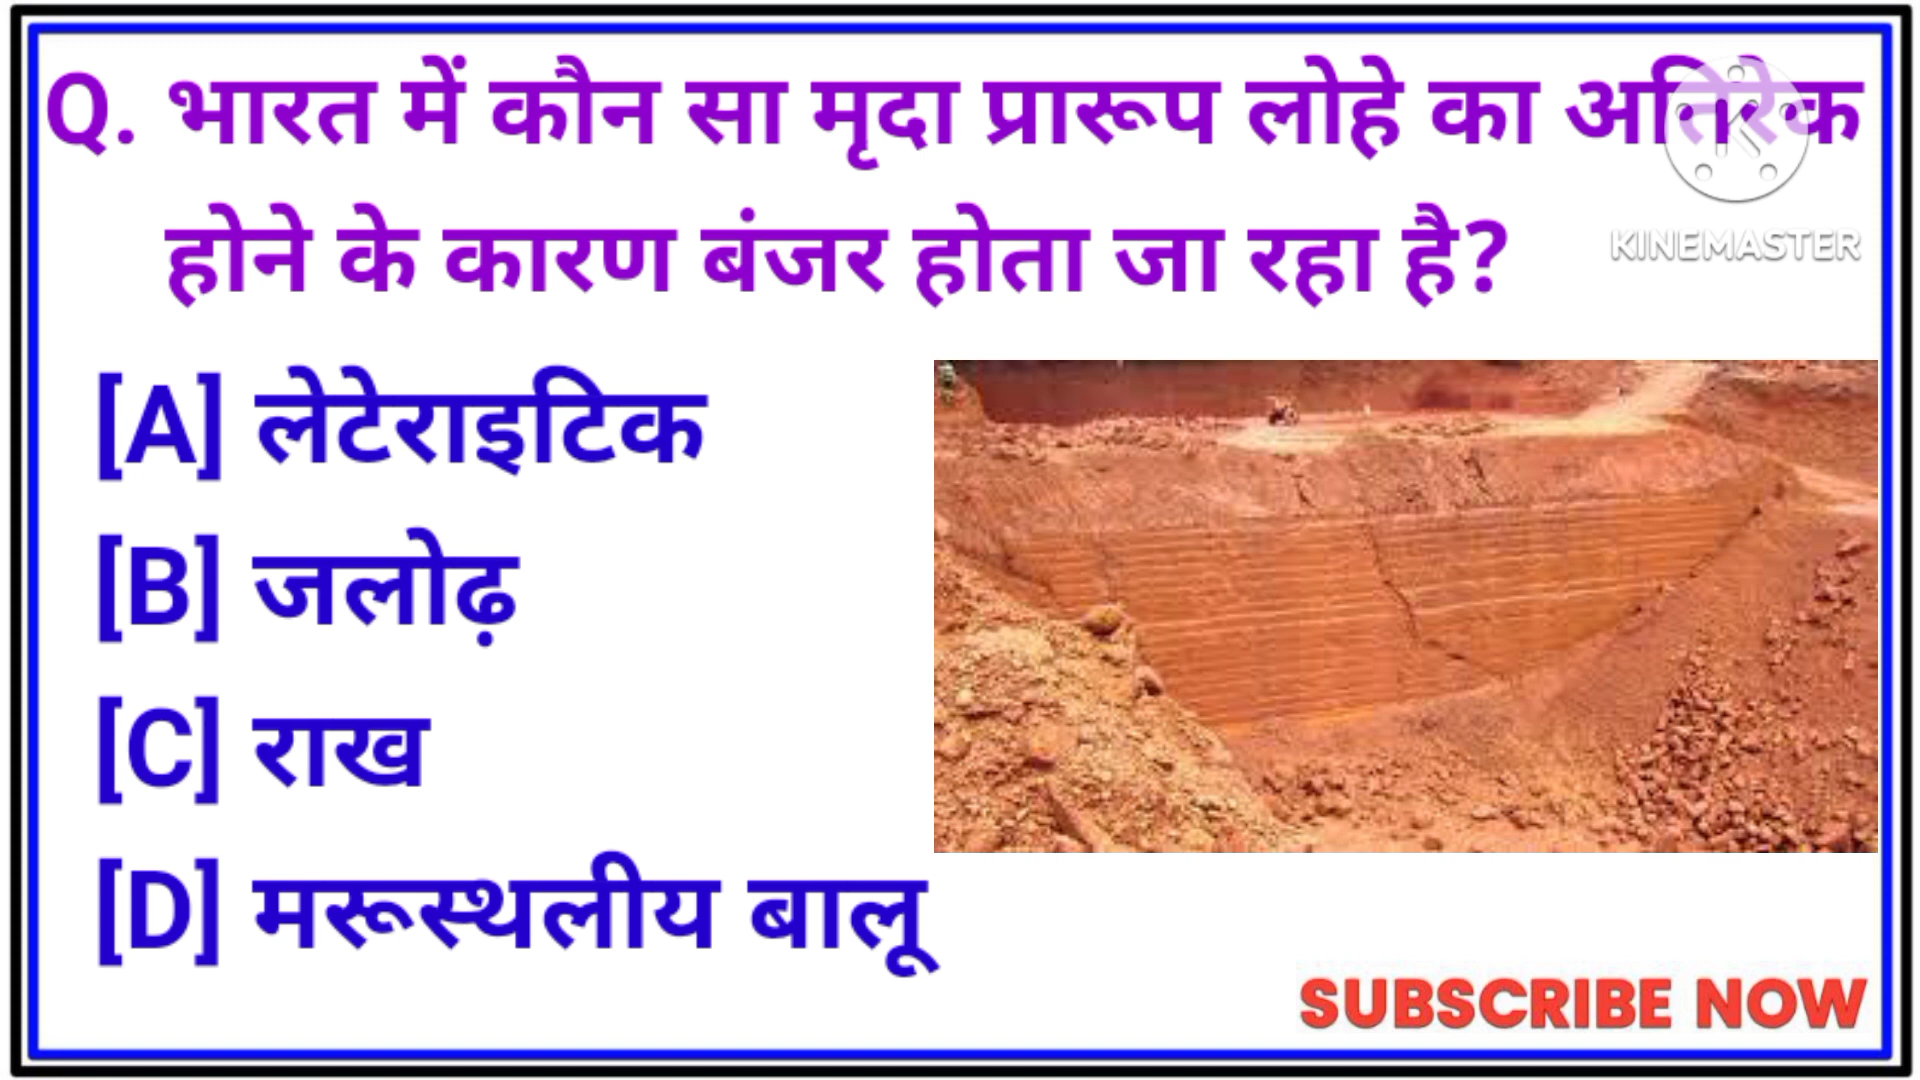 Q. भारत में कौन सा मृदा प्रारूप लोहे का अतिरेक
होने के कारण बंजर होता जा रहा है?
KINEMASTER
[A] लेटेराइटिक
[B] जलोढ़
[C] राख
[D] मरूस्थलीय बालू
SUBSCRIBE NOW